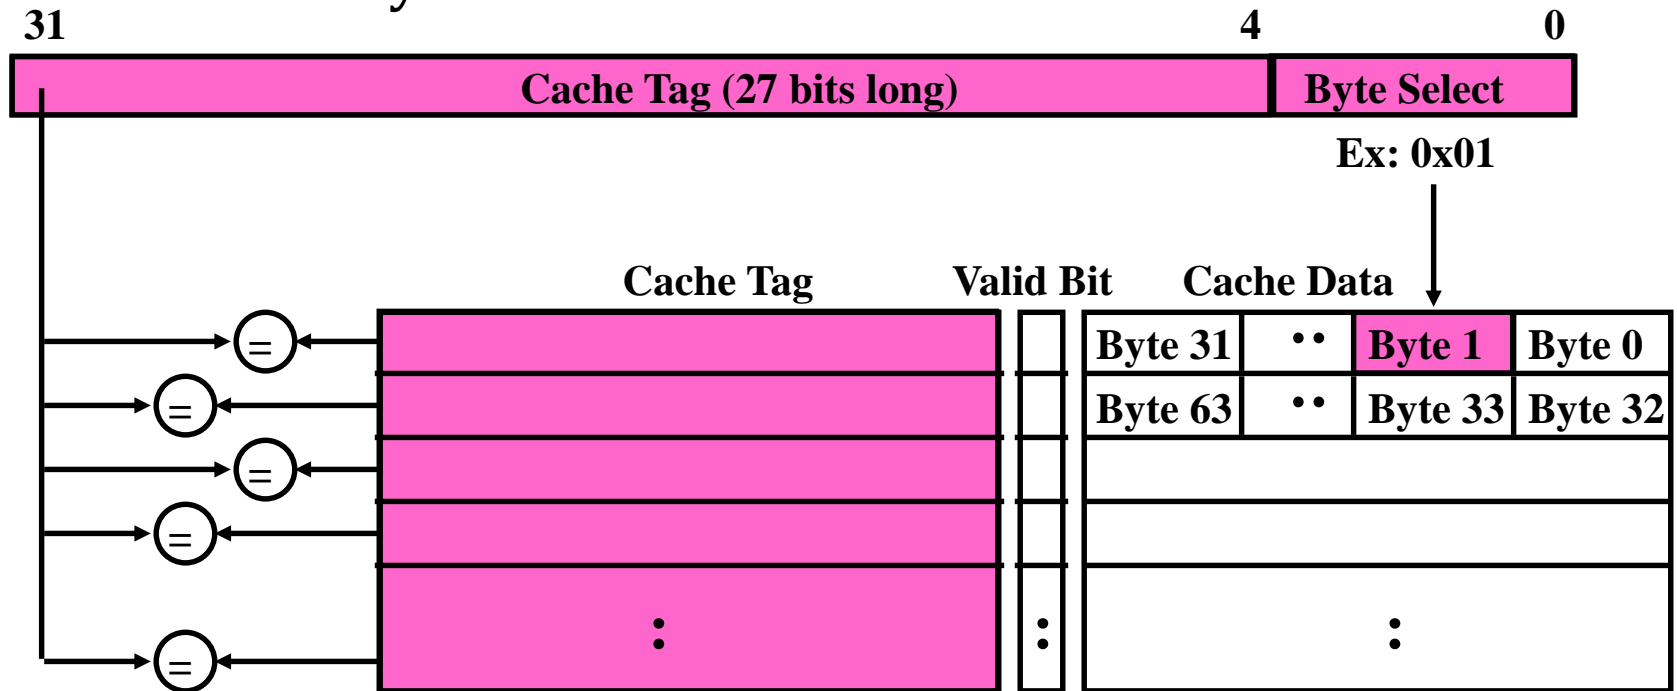 31 4 0
Cache Tag (27 bits long) Byte Select
Ex: 0x01
Cache Tag Valid Bit Cache Data
= Byte 31 .. Byte 1 Byte 0
= Byte 63 .. Byte 33 Byte 32
=
=
: : :
=